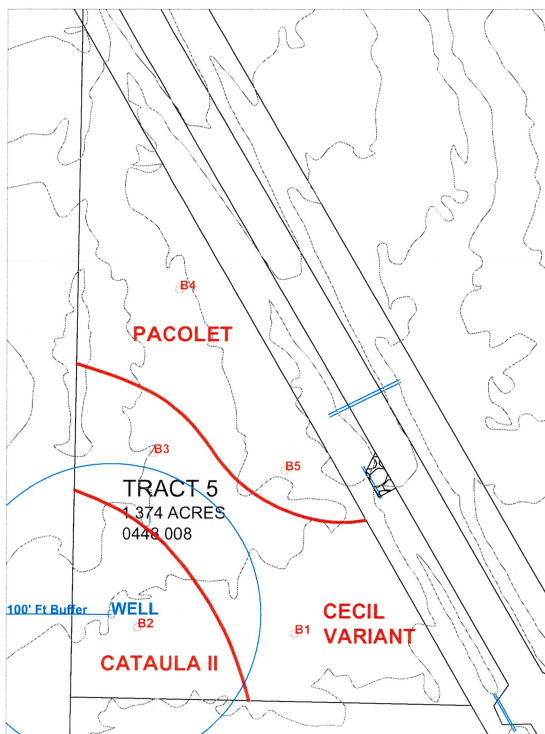 B4
PACOLET
B3
B5
TRACT 5
1.374 ACRES
0448 008
100' Ft Buffer
WELL
B2
B1
CECIL
VARIANT
CATAULA II